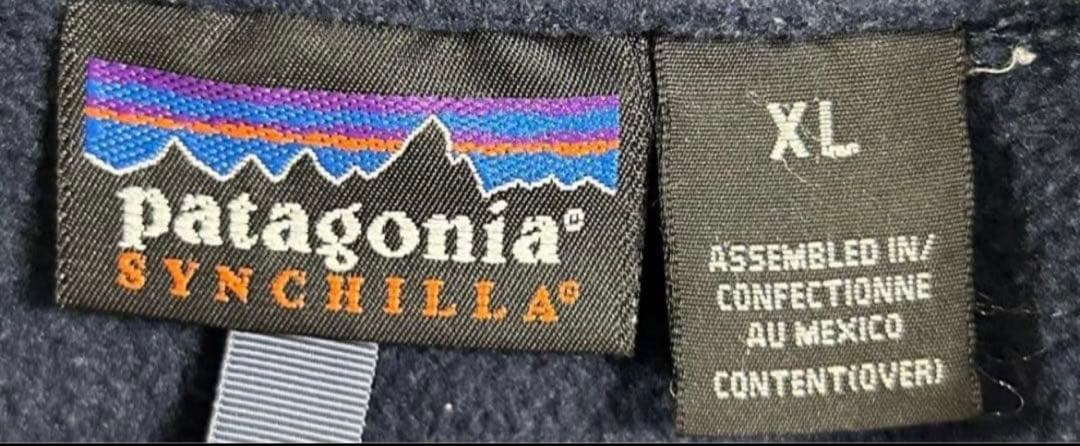 patagonia®
SYNCHILLA®
XL
ASSEMBLED IN/
CONFECTIONNE
AU MEXICO
CONTENT(OVER)